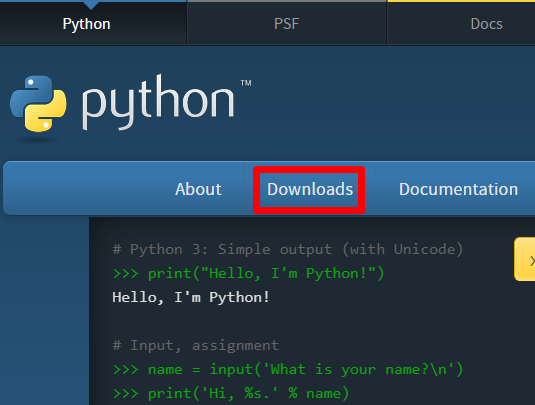 Python PSF Docs
python™
About Downloads Documentation
# Python 3: Simple output (with Unicode)
>>> print("Hello, I'm Python!")
Hello, I'm Python!
# Input, assignment
>>> name = input('What is your name?\n')
>>> print('Hi, %s.' % name)